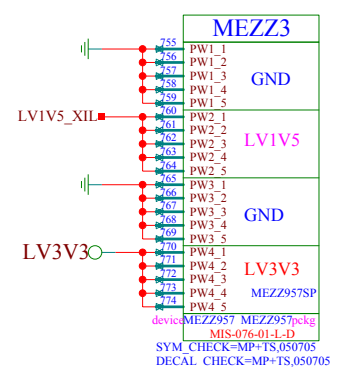 MEZZ3
755 PW1_1
756 PW1_2
757 PW1_3
758 PW1_4
759 PW1_5
GND
760 PW2_1
761 PW2_2
762 PW2_3
763 PW2_4
764 PW2_5
LV1V5_XIL
LV1V5
765 PW3_1
766 PW3_2
767 PW3_3
768 PW3_4
769 PW3_5
GND
770 PW4_1
771 PW4_2
772 PW4_3
773 PW4_4
774 PW4_5
LV3V3
LV3V3
MEZZ957SP
deviceMEZZ957 MEZZ957pckg
MIS-076-01-L-D
SYM_CHECK=MP+TS,050705
DECAL_CHECK=MP+TS,050705